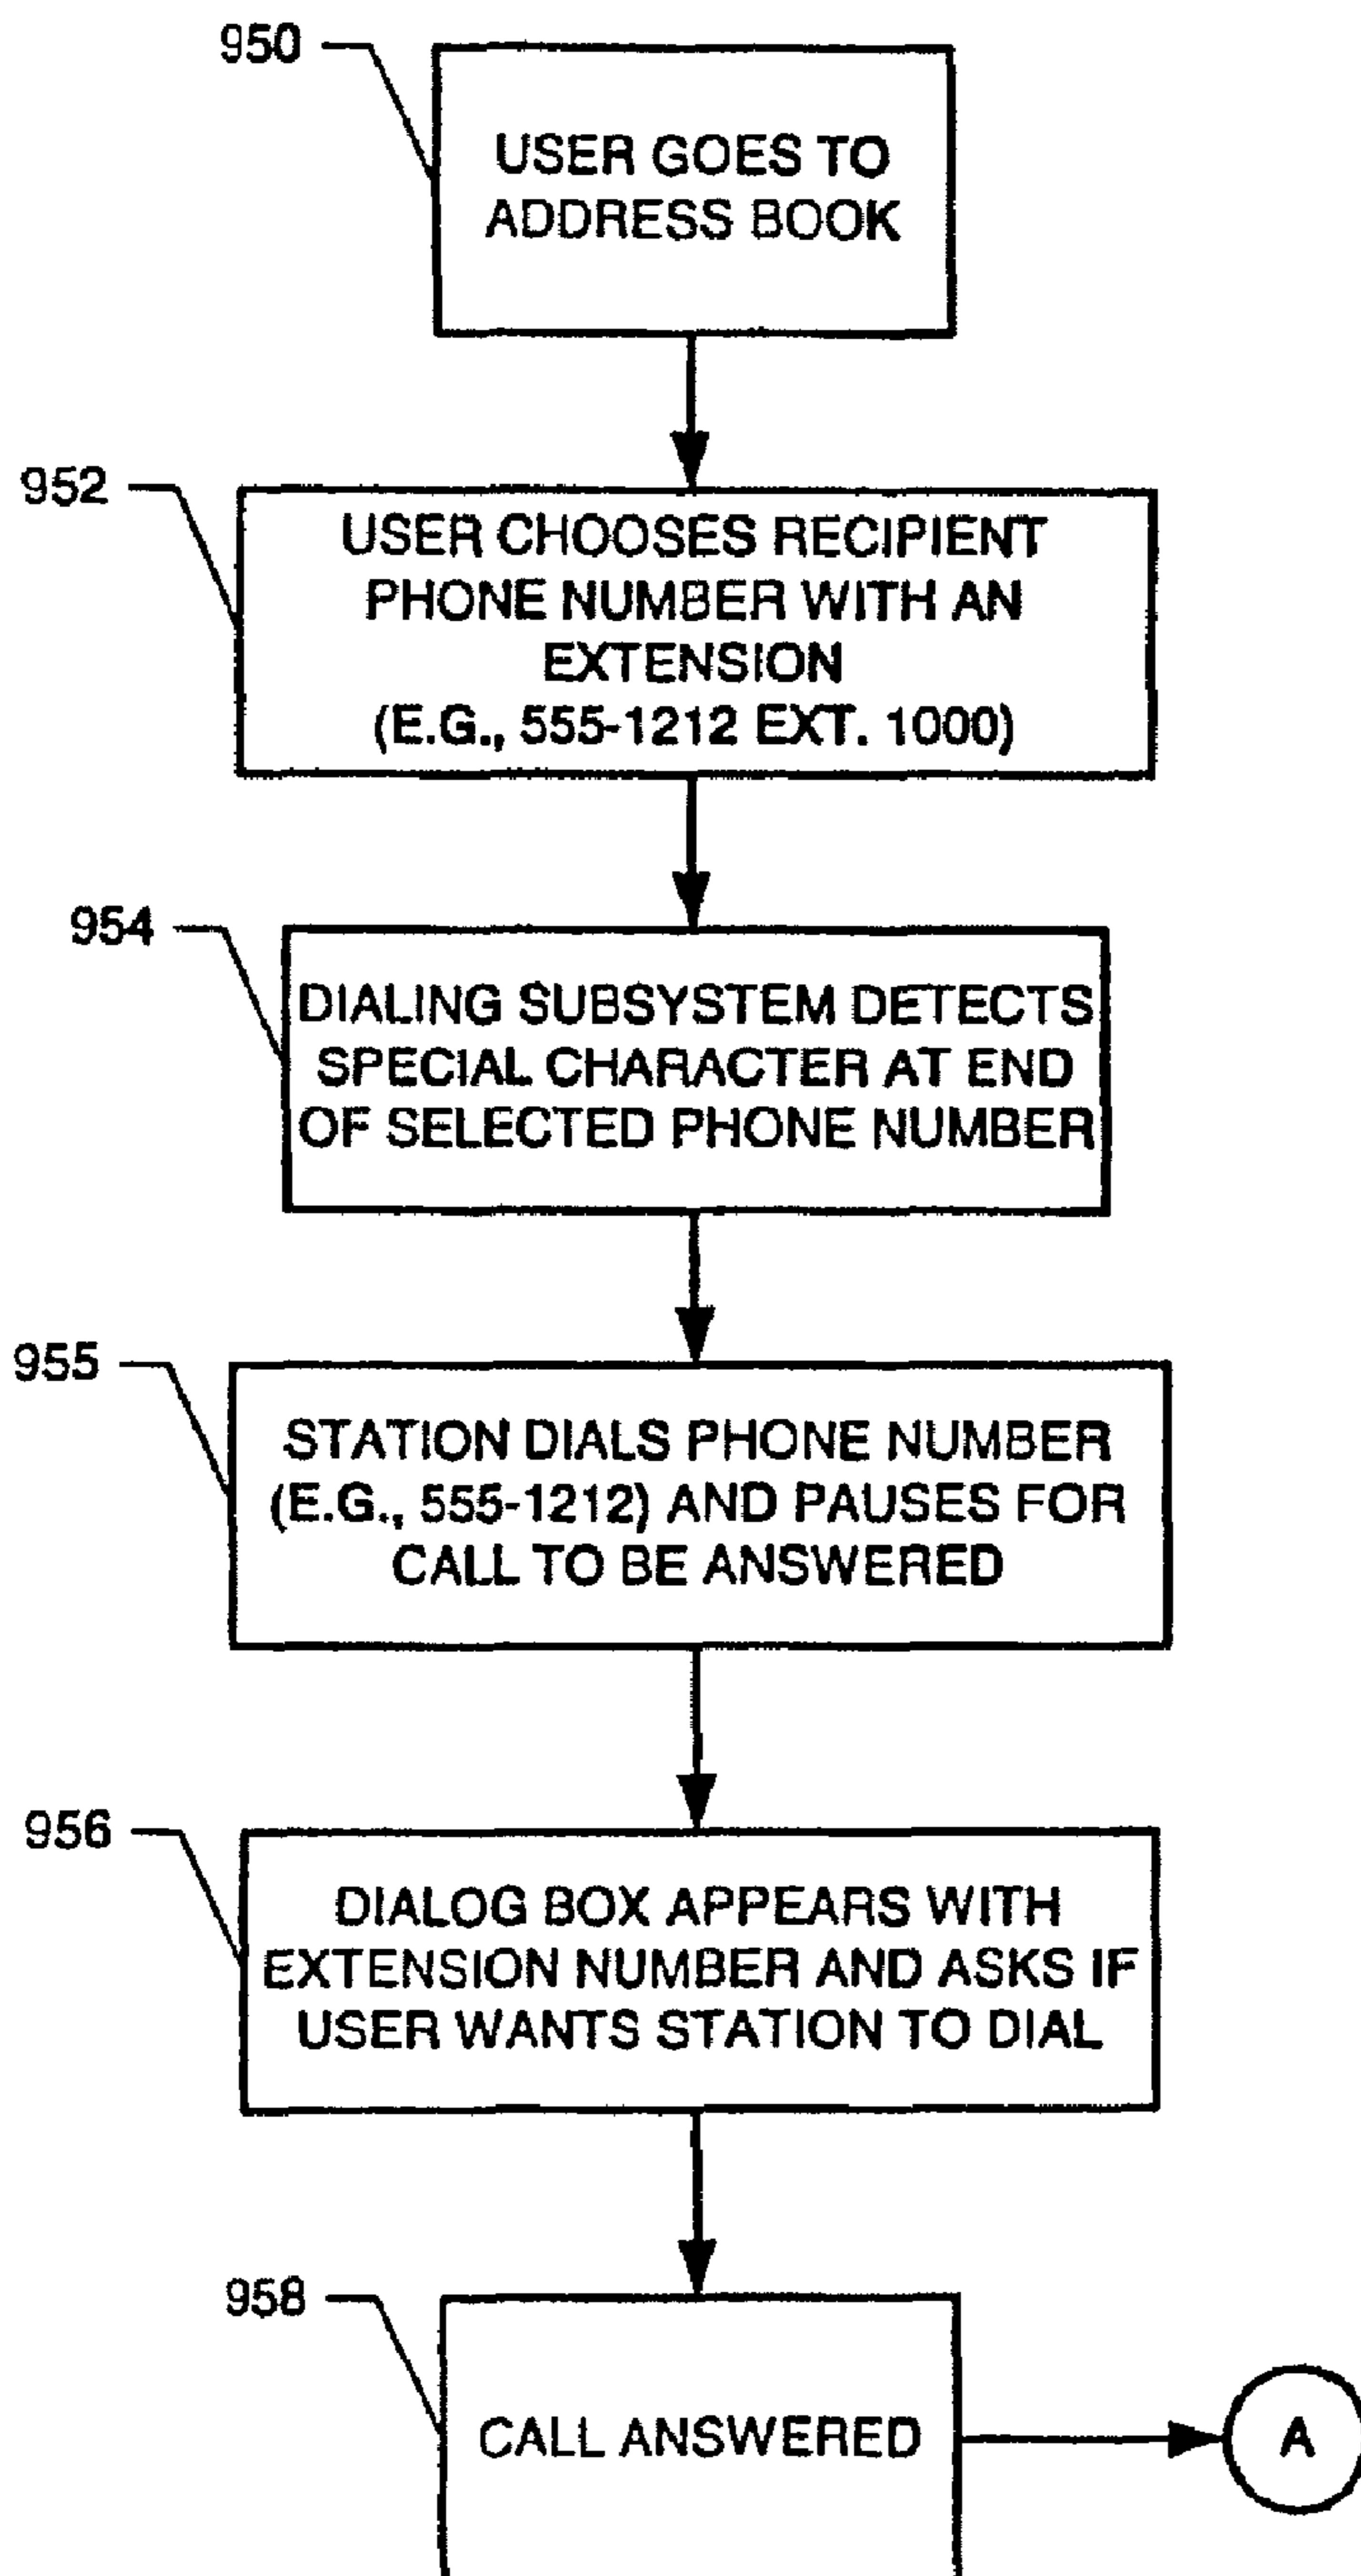 950
USER GOES TO
ADDRESS BOOK
952
USER CHOOSES RECIPIENT
PHONE NUMBER WITH AN
EXTENSION
(E.G., 555-1212 EXT. 1000)
954
DIALING SUBSYSTEM DETECTS
SPECIAL CHARACTER AT END
OF SELECTED PHONE NUMBER
955
STATION DIALS PHONE NUMBER
(E.G., 555-1212) AND PAUSES FOR
CALL TO BE ANSWERED
956
DIALOG BOX APPEARS WITH
EXTENSION NUMBER AND ASKS IF
USER WANTS STATION TO DIAL
958
CALL ANSWERED
A